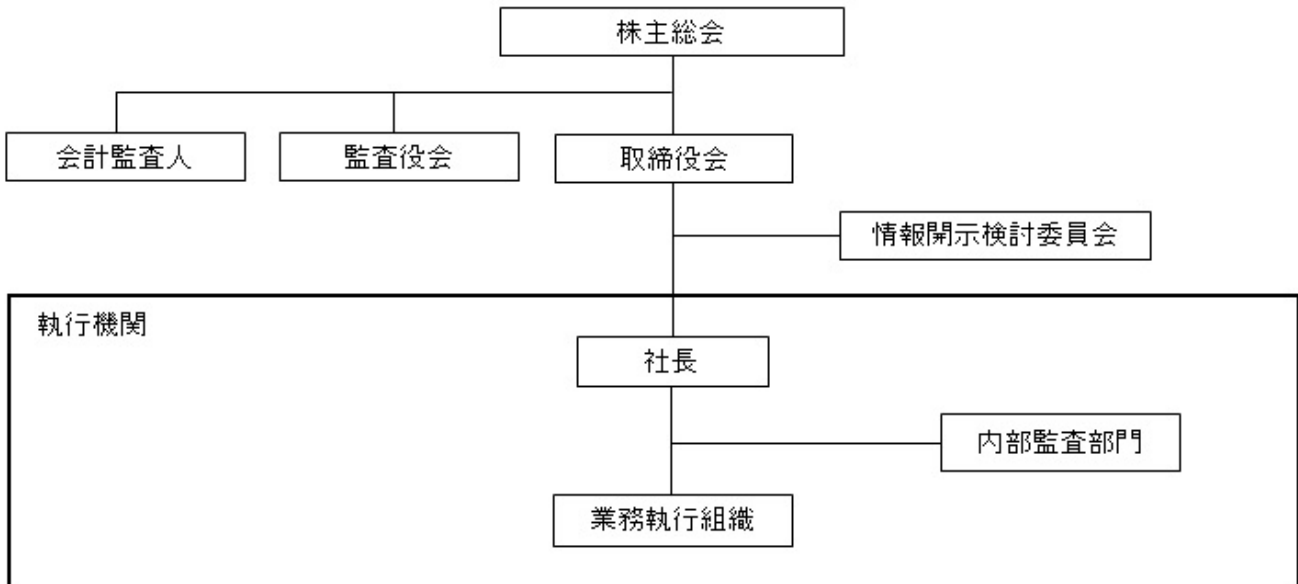 株主総会
会計監査人
監査役会
取締役会
情報開示検討委員会
執行機関
社長
内部監査部門
業務執行組織